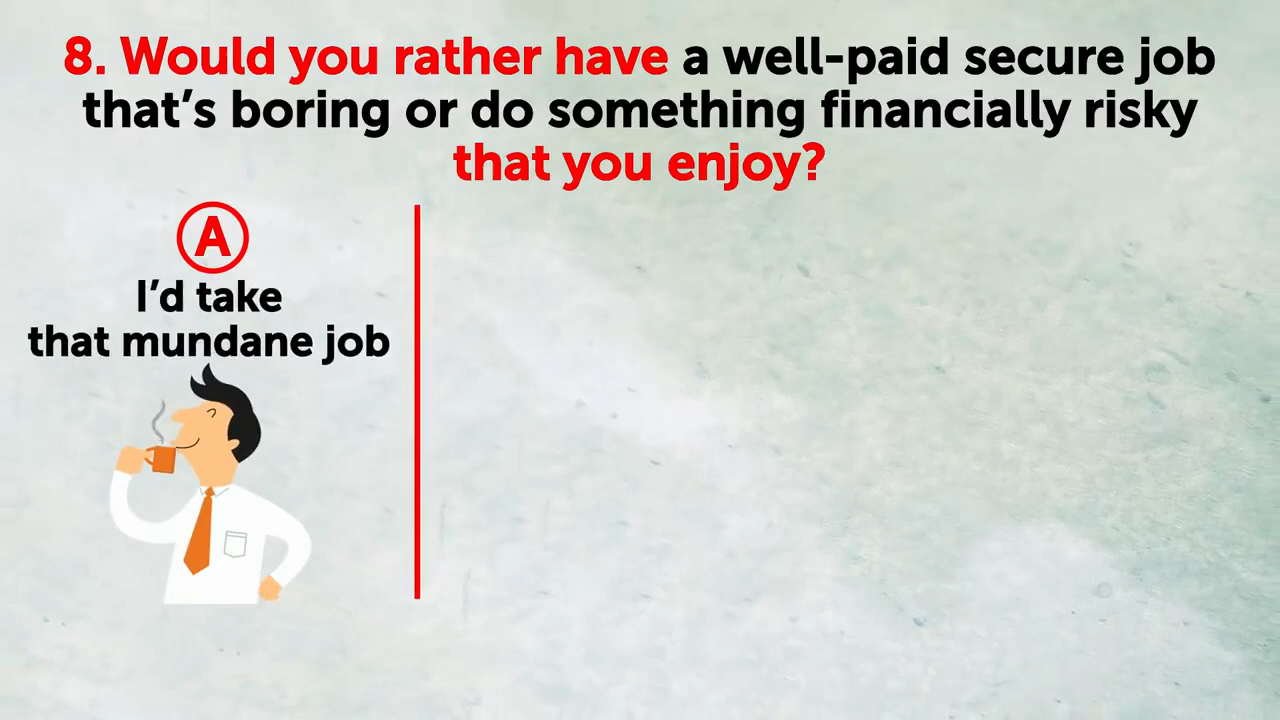 8. Would you rather have a well-paid secure job
that’s boring or do something financially risky
that you enjoy?
A
I’d take
that mundane job